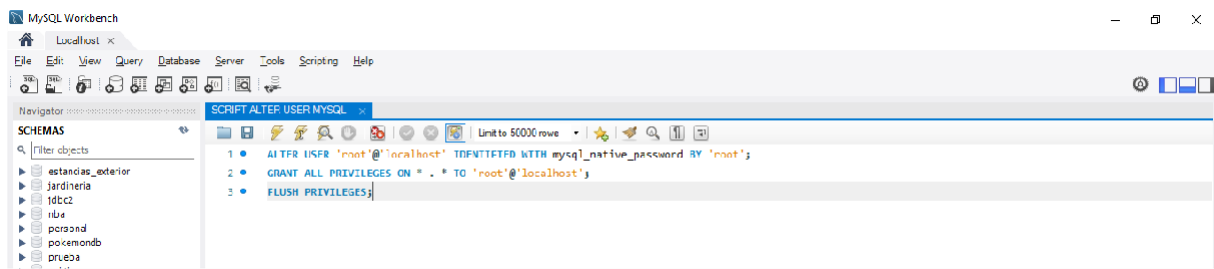 MySQL Workbench
Localhost ×
File Edit View Query Database Server Tools Scripting Help
Navigator
SCRIPT ALTER USER MYSQL ×
SCHEMAS
Limit to 50000 rows
Filter objects
1 ALTER USER 'root'@'localhost' IDENTIFIED WITH mysql_native_password BY 'root';
2 GRANT ALL PRIVILEGES ON * . * TO 'root'@'localhost';
3 FLUSH PRIVILEGES;
estancias_exterior
jardineria
jdbc2
nba
personal
pokemondb
prueba